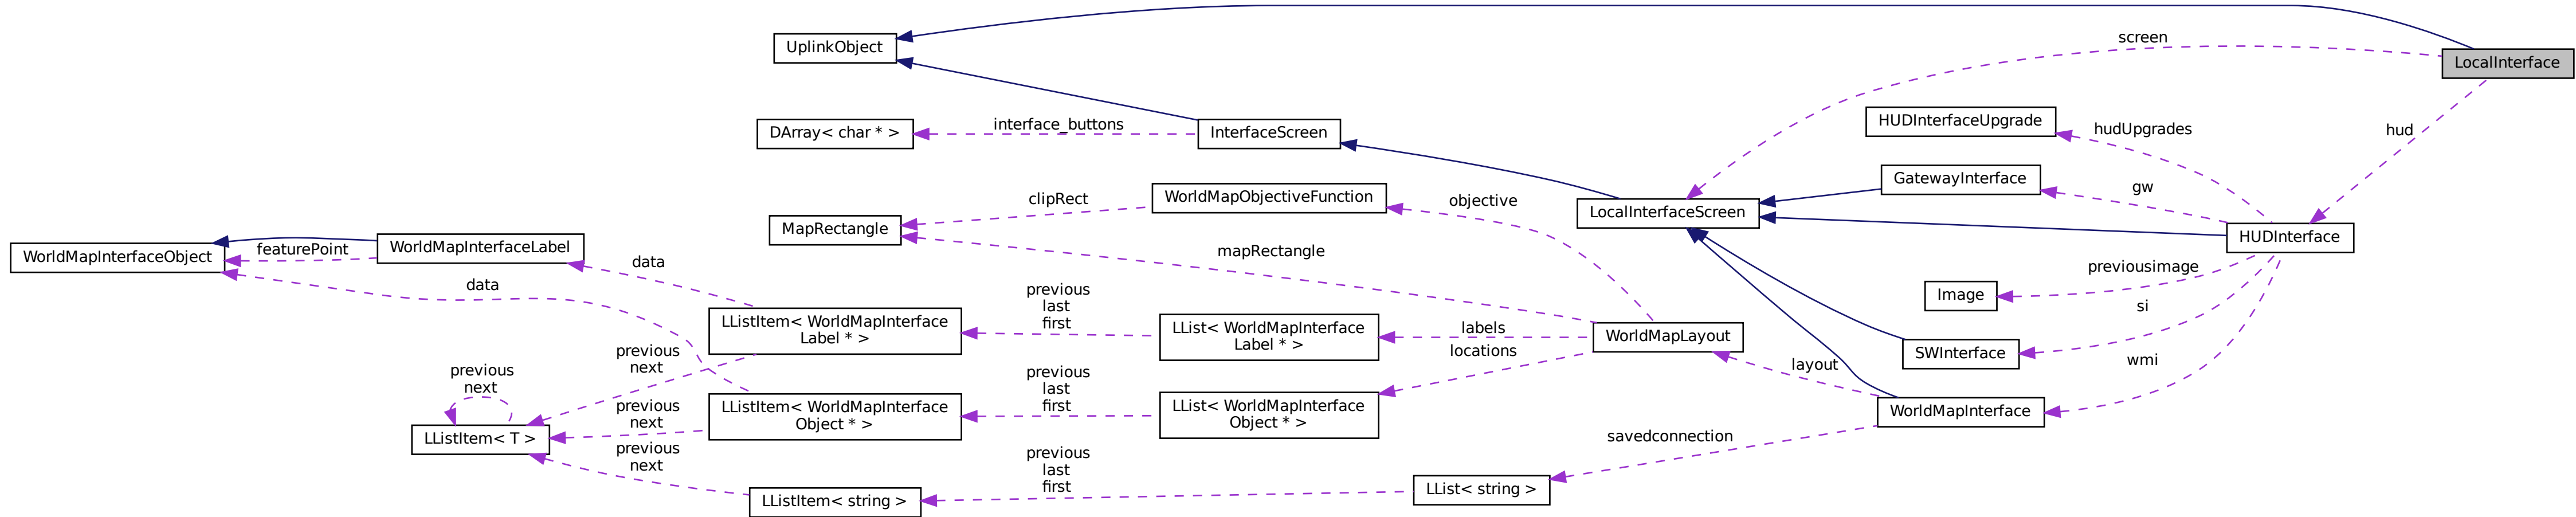 UplinkObject
screen
LocalInterface
HUDInterfaceUpgrade
DArray< char * >
interface_buttons
InterfaceScreen
hudUpgrades
hud
GatewayInterface
gw
WorldMapObjectiveFunction
clipRect
objective
LocalInterfaceScreen
MapRectangle
HUDInterface
WorldMapInterfaceObject
featurePoint
WorldMapInterfaceLabel
mapRectangle
data
previousimage
data
previous
last
first
Image
si
LListItem< WorldMapInterface
Label * >
LList< WorldMapInterface
Label * >
labels
WorldMapLayout
locations
previous
next
SWInterface
layout
wmi
previous
next
previous
last
first
LListItem< WorldMapInterface
Object * >
LList< WorldMapInterface
Object * >
WorldMapInterface
previous
next
LListItem< T >
savedconnection
previous
next
previous
last
first
LListItem< string >
LList< string >